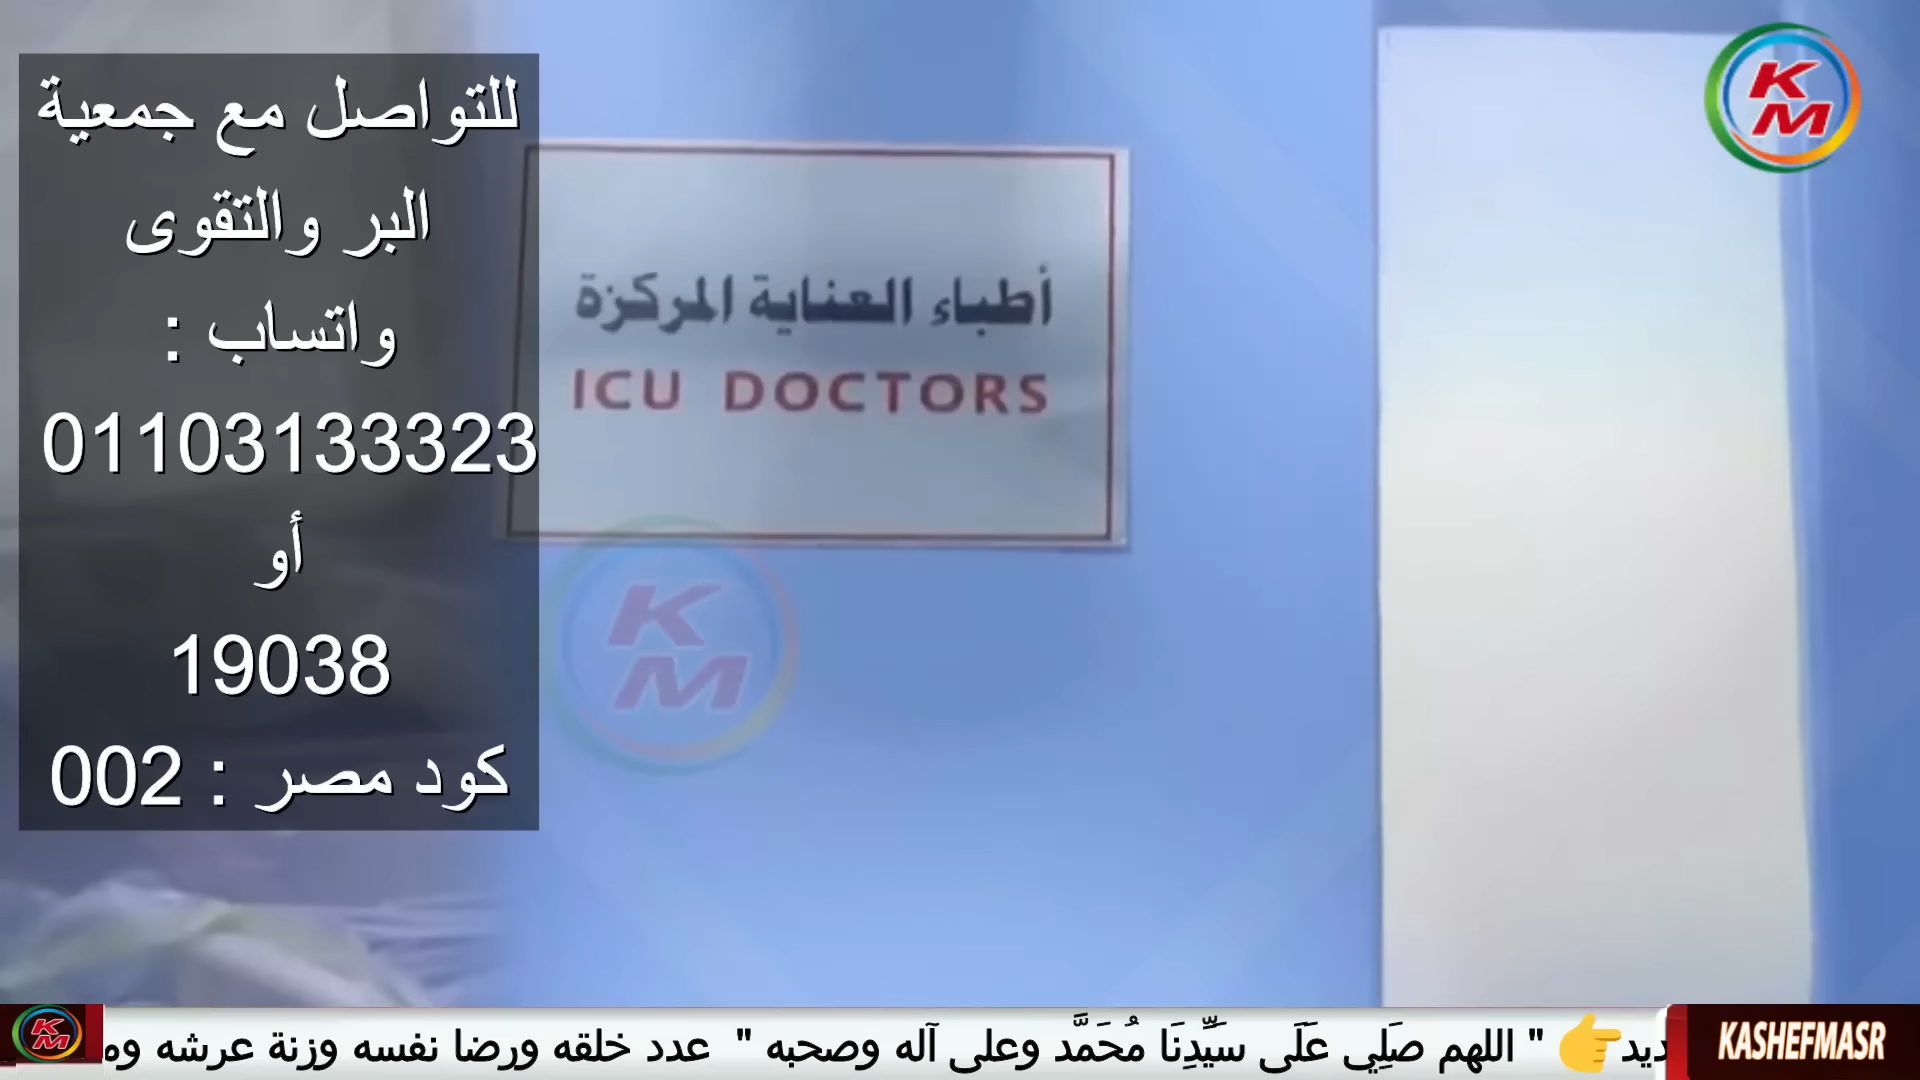 للتواصل مع جمعية
البر والتقوى
واتساب :
01103133323
أو
19038
كود مصر : 002
أطباء العناية المركزة
ICU DOCTORS
K
M
K
M
K
M
ديد 👉 " اللهم صَلِي عَلَى سَيِّدِنَا مُحَمَّد وعلى آله وصحبه " عدد خلقه ورضا نفسه وزنة عرشه
KASHEFMASR